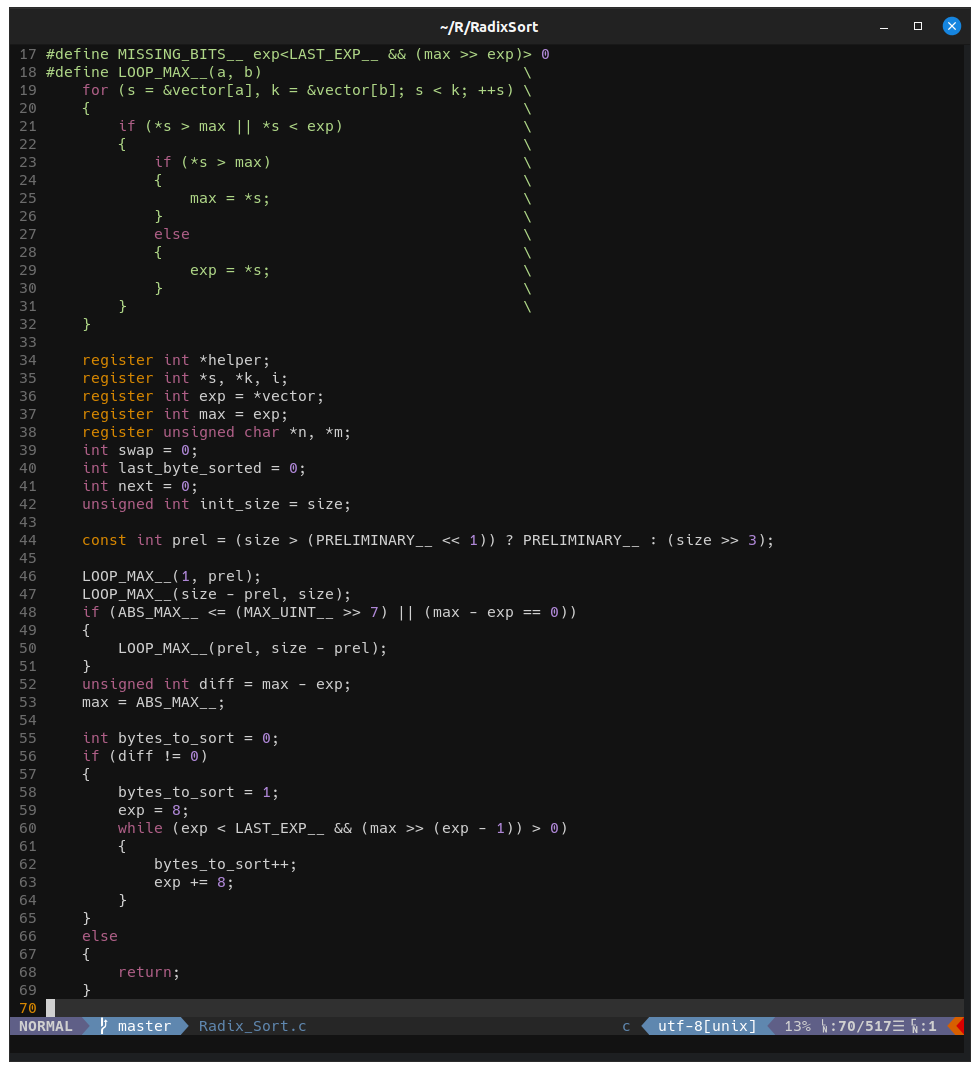 ~/R/RadixSort
17 #define MISSING_BITS__ exp<LAST_EXP__ && (max >> exp)> 0
18 #define LOOP_MAX__(a, b)                             \
19     for (s = &vector[a], k = &vector[b]; s < k; ++s) \
20     {                                                \
21         if (*s > max || *s < exp)                    \
22         {                                            \
23             if (*s > max)                            \
24             {                                        \
25                 max = *s;                            \
26             }                                        \
27             else                                     \
28             {                                        \
29                 exp = *s;                            \
30             }                                        \
31         }                                            \
32     }
33
34     register int *helper;
35     register int *s, *k, i;
36     register int exp = *vector;
37     register int max = exp;
38     register unsigned char *n, *m;
39     int swap = 0;
40     int last_byte_sorted = 0;
41     int next = 0;
42     unsigned int init_size = size;
43
44     const int prel = (size > (PRELIMINARY__ << 1)) ? PRELIMINARY__ : (size >> 3);
45
46     LOOP_MAX__(1, prel);
47     LOOP_MAX__(size - prel, size);
48     if (ABS_MAX__ <= (MAX_UINT__ >> 7) || (max - exp == 0))
49     {
50         LOOP_MAX__(prel, size - prel);
51     }
52     unsigned int diff = max - exp;
53     max = ABS_MAX__;
54
55     int bytes_to_sort = 0;
56     if (diff != 0)
57     {
58         bytes_to_sort = 1;
59         exp = 8;
60         while (exp < LAST_EXP__ && (max >> (exp - 1)) > 0)
61         {
62             bytes_to_sort++;
63             exp += 8;
64         }
65     }
66     else
67     {
68         return;
69     }
70
NORMAL master Radix_Sort.c c utf-8[unix] 13% ㏑:70/517☰ ℅:1